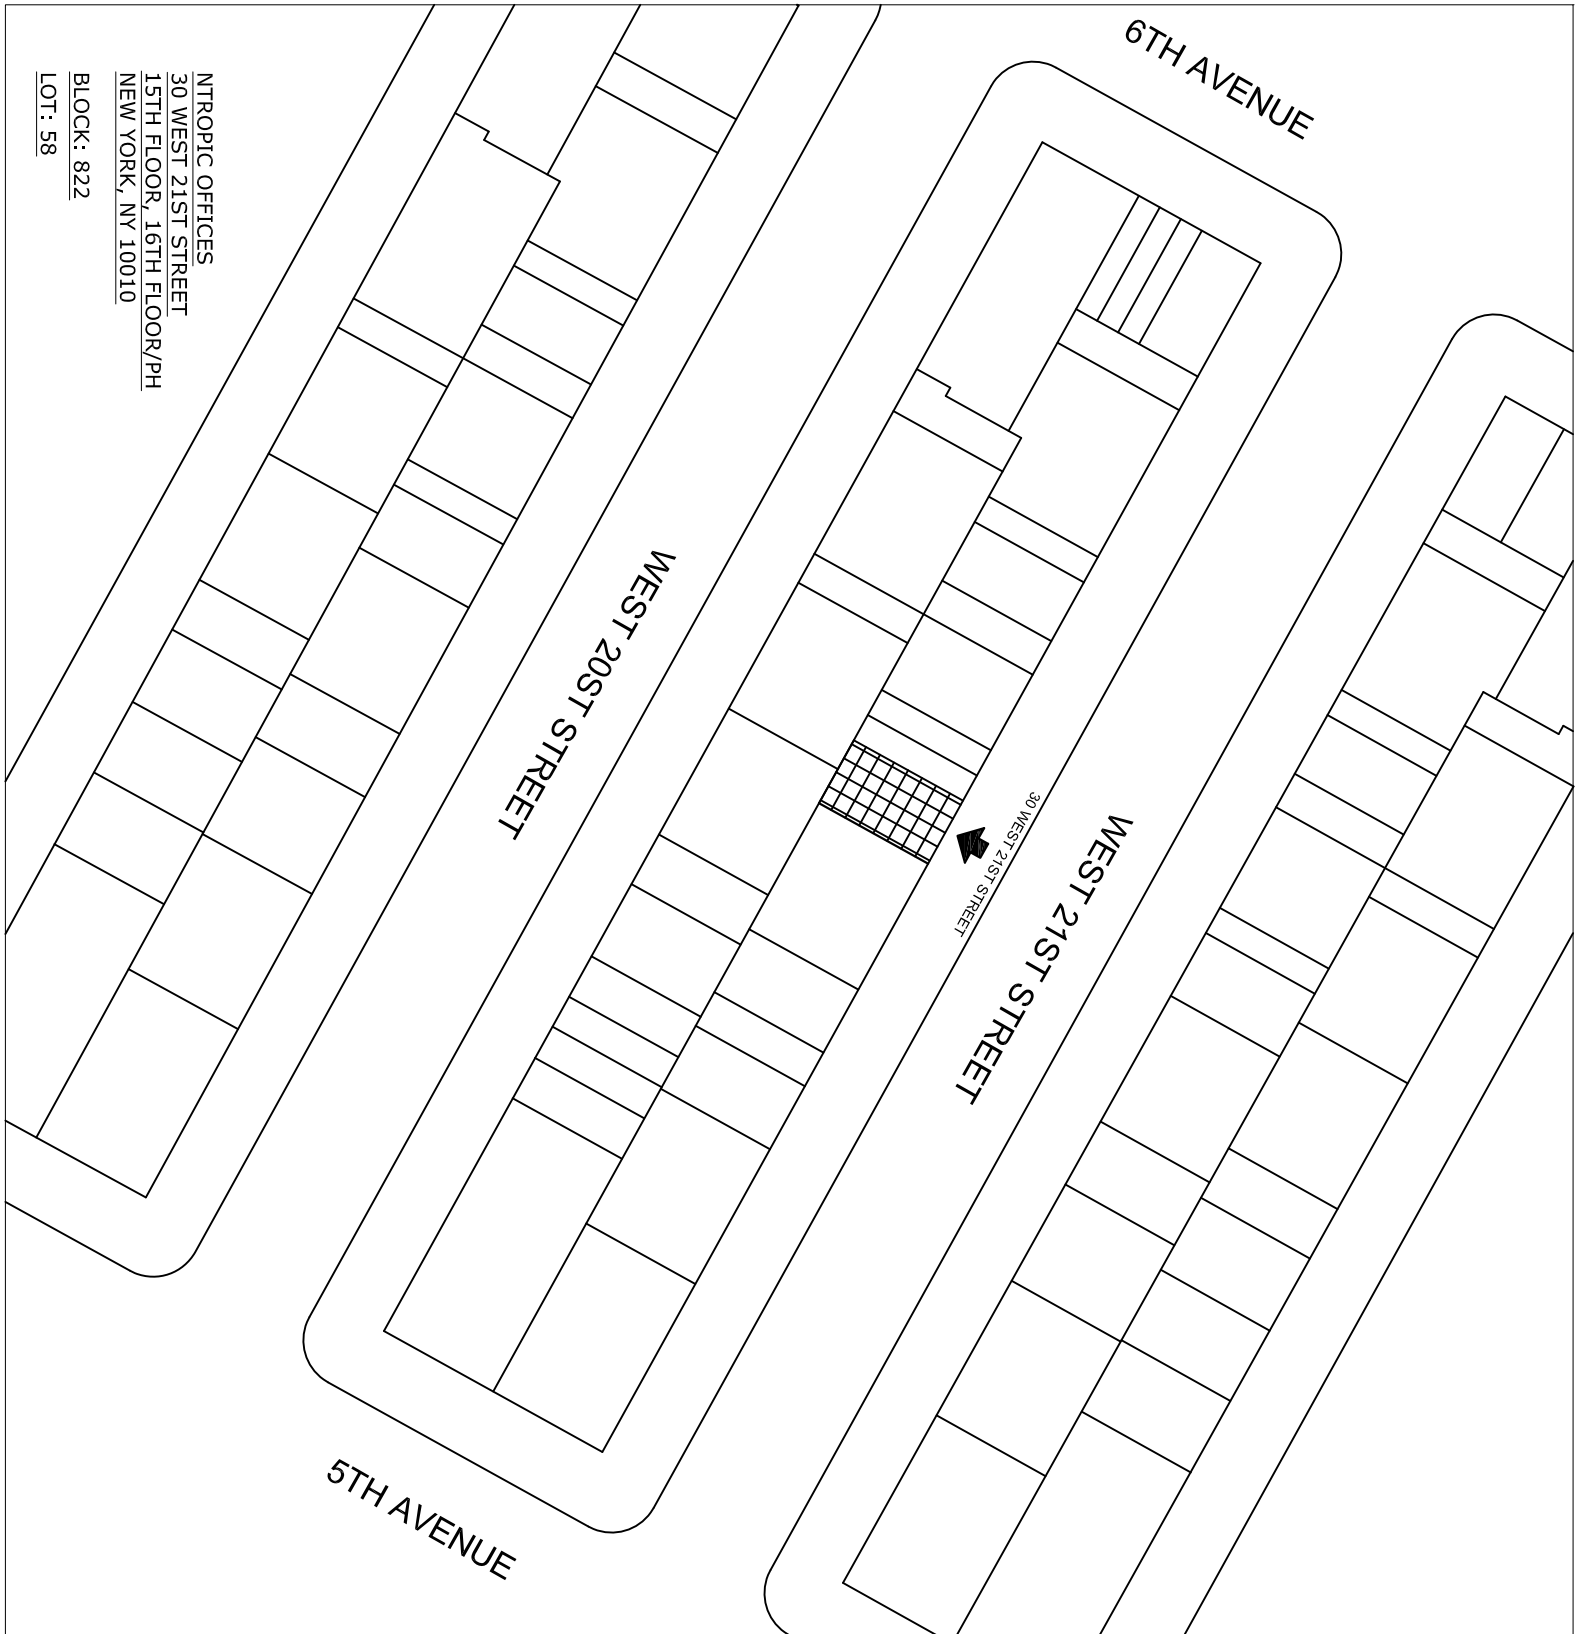 NTROPIC OFFICES
30 WEST 21ST STREET
15TH FLOOR, 16TH FLOOR/PH
NEW YORK, NY 10010
BLOCK: 822
LOT: 58
6TH AVENUE
WEST 20ST STREET
30 WEST 21ST STREET
WEST 21ST STREET
5TH AVENUE